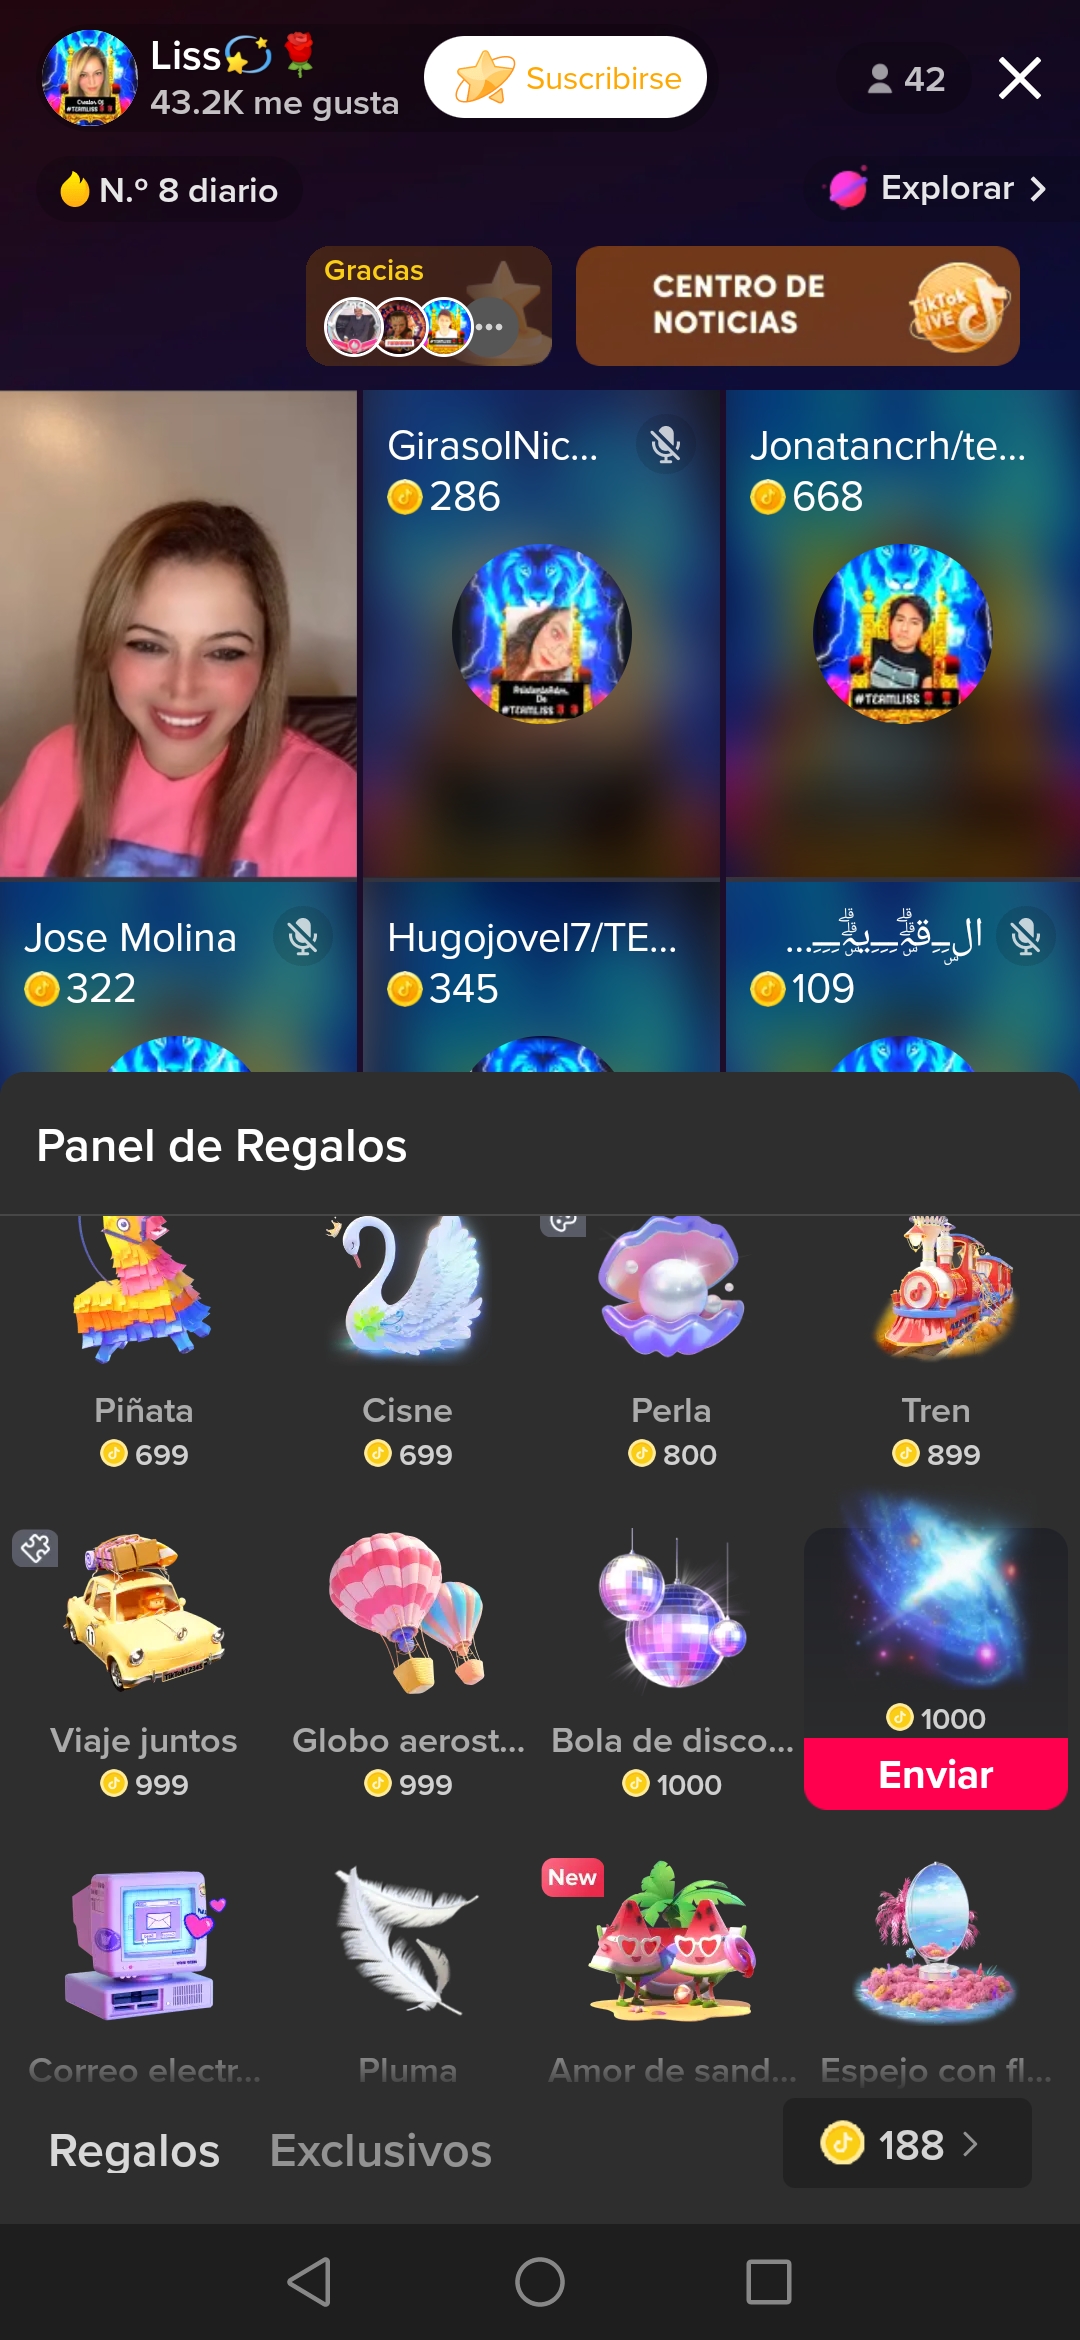 Liss💫🌹
43.2K me gusta
Suscribirse
42
N.º 8 diario
Explorar
Gracias
CENTRO DE
NOTICIAS
TikTok
LIVE
GirasolNic...
286
Jonatancrh/te...
668
De
#TEAMLISS
#TEAMLISS
Jose Molina
322
Hugojovel7/TE...
345
109
Panel de Regalos
Piñata
Cisne
Perla
Tren
699
699
800
899
Viaje juntos
Globo aerost...
Bola de disco...
999
999
1000
1000
Enviar
New
Correo electr...
Pluma
Amor de sand...
Espejo con fl...
Regalos
Exclusivos
188